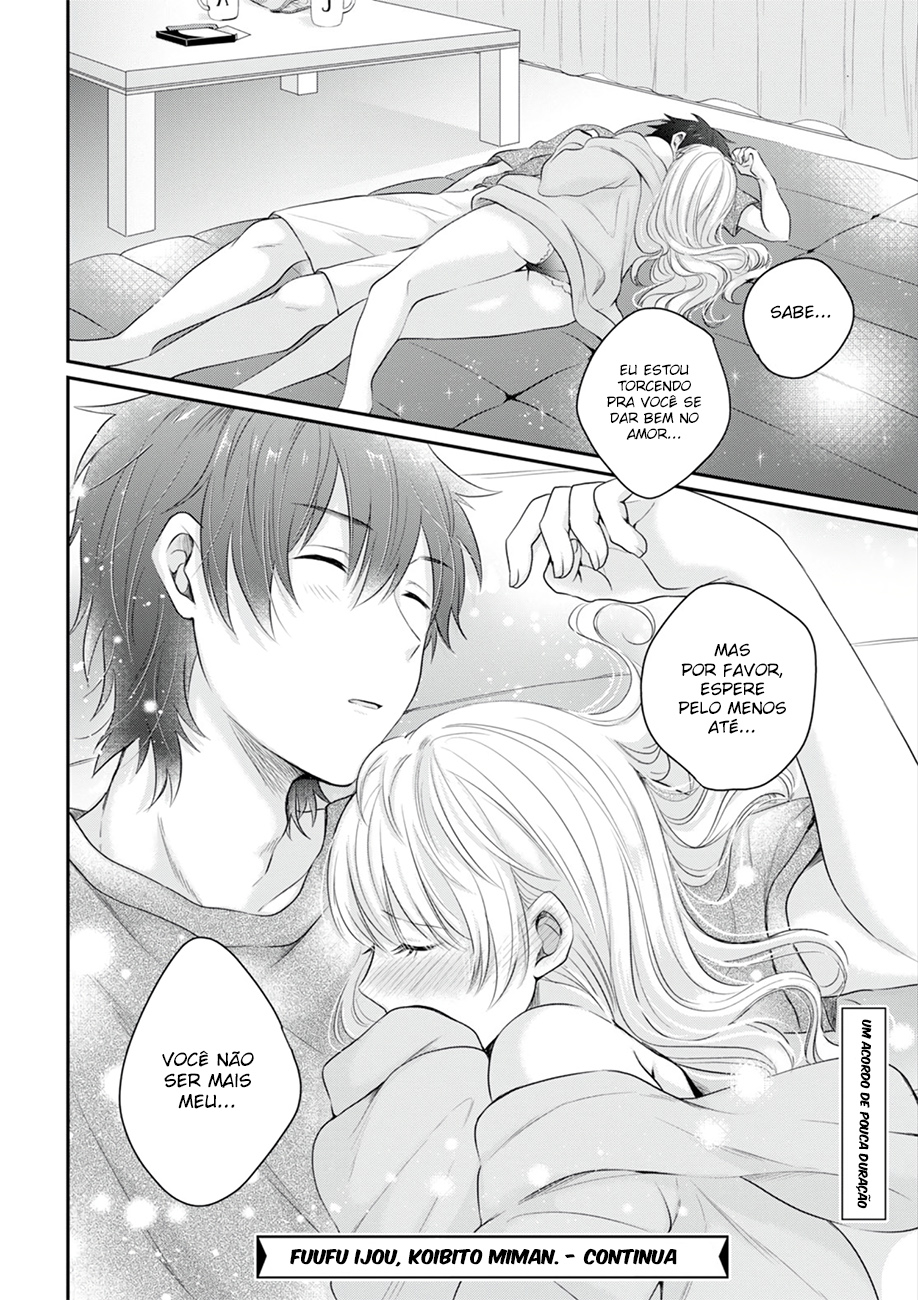 A
J
SABE...
EU ESTOU
TORCENDO
PRA VOCÊ SE
DAR BEM NO
AMOR...
MAS
POR FAVOR,
ESPERE
PELO MENOS
ATÉ...
VOCÊ NÃO
SER MAIS
MEU...
UM ACORDO DE POUCA DURAÇÃO
FUUFU IJOU, KOIBITO MIMAN. - CONTINUA